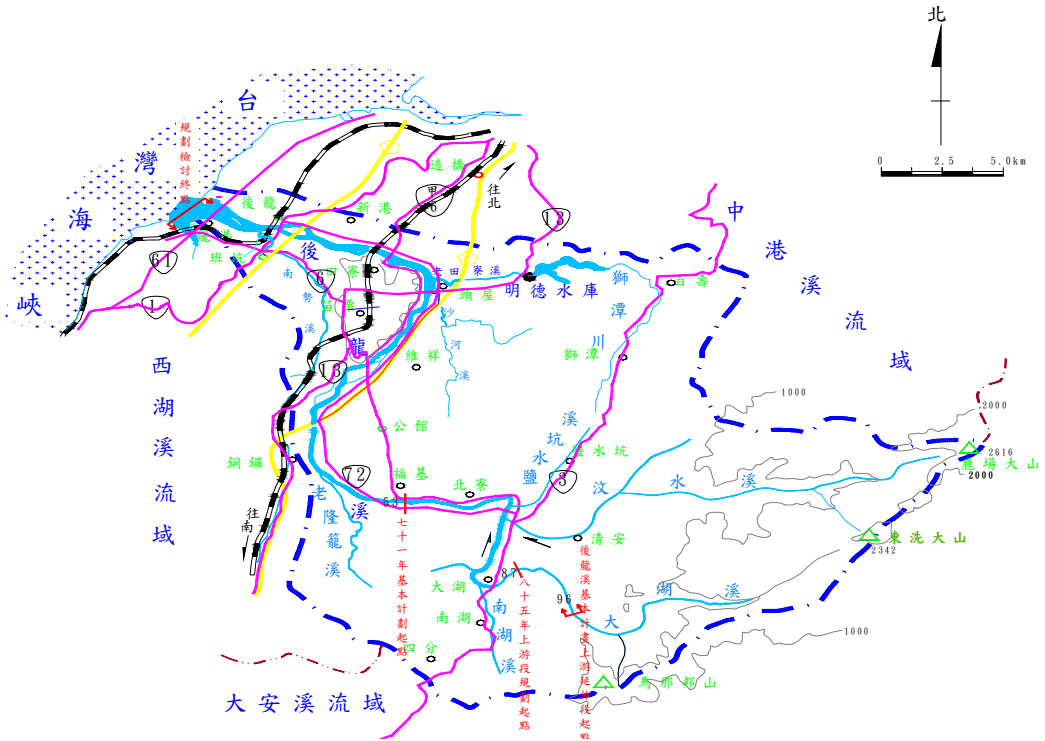 北
0 2.5 5.0km
台灣海峽
規劃檢討終點
造橋
往北
後龍
新港
龍港
班坑
13
61
6
1
後龍溪
南勢溪
田寮
老田寮溪
頭屋
明德水庫
獅潭川
中港溪流域
苗栗
沙河溪
維祥
獅潭
13
西湖溪流域
公館
銅鑼
72
福基
北寮
鹽水坑溪
3
汶水溪
1000
2000
2616
鹿場大山
2000
東洗大山
2342
往南
老隆籠溪
53
七十一年基本計劃起點
清安
大湖
87
八十五年上游段規劃起點
96
後龍溪基本計畫上游延伸段起點
大湖溪
南湖
南湖溪
四分
1000
馬那邦山
大安溪流域